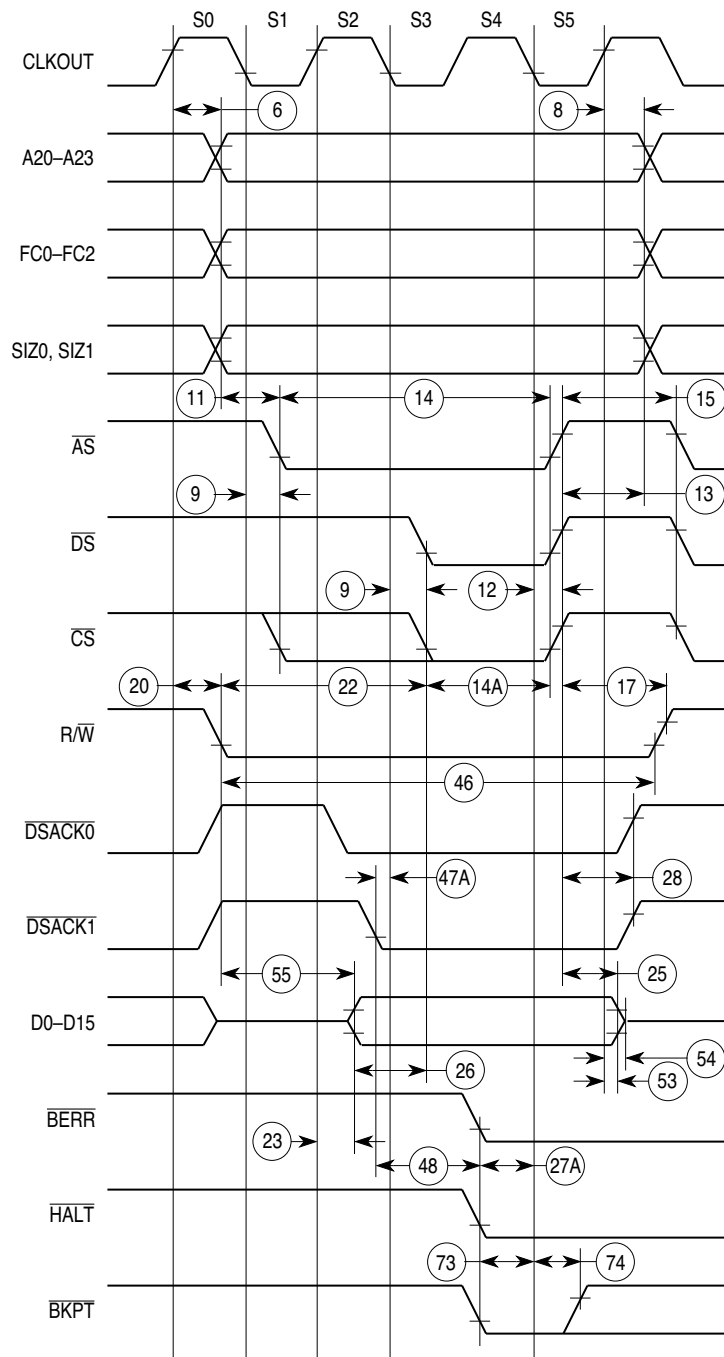 S0 S1 S2 S3 S4 S5
CLKOUT
6 8
A20–A23
FC0–FC2
SIZ0, SIZ1
11 14 15
AS
9 13
DS
9 12
CS
20 22 14A 17
R/W
46
DSACK0
47A 28
DSACK1
55 25
D0–D15
54
26 53
BERR
23
48 27A
HALT
73 74
BKPT